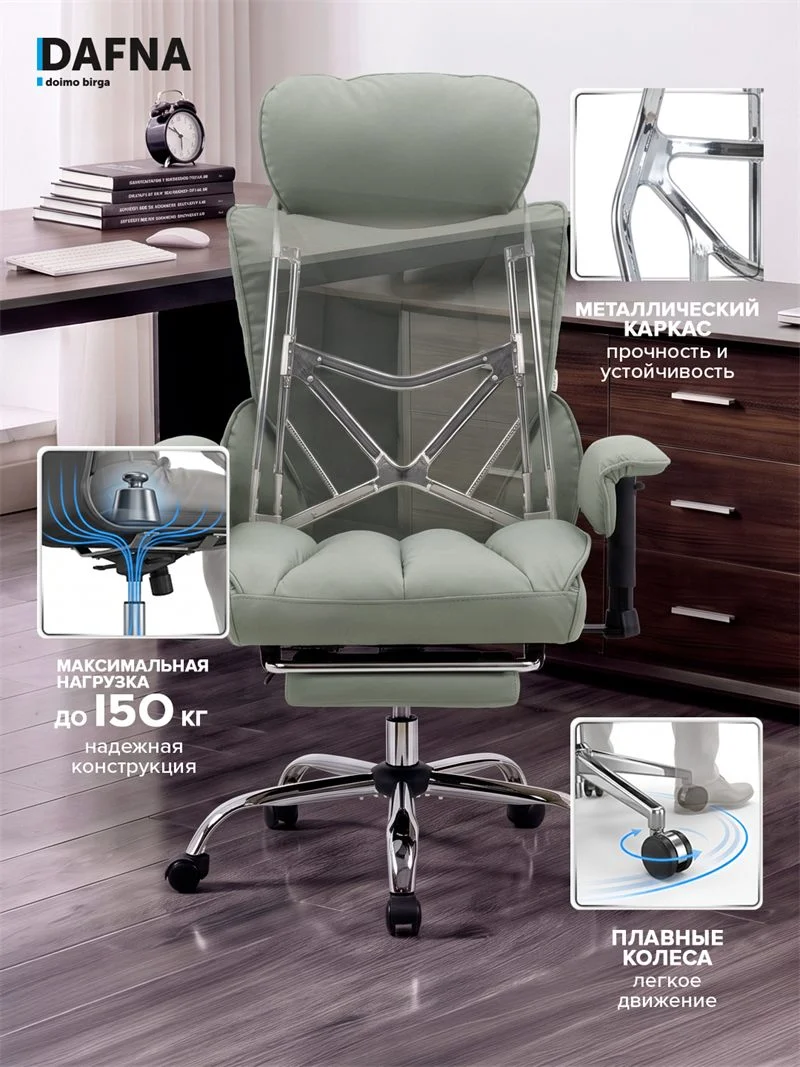 DAFNA
doimo birga
МЕТАЛЛИЧЕСКИЙ
КАРКАС
прочность и
устойчивость
МАКСИМАЛЬНАЯ
НАГРУЗКА
ДО 150 КГ
надежная
конструкция
ПЛАВНЫЕ
КОЛЕСА
легкое
движение